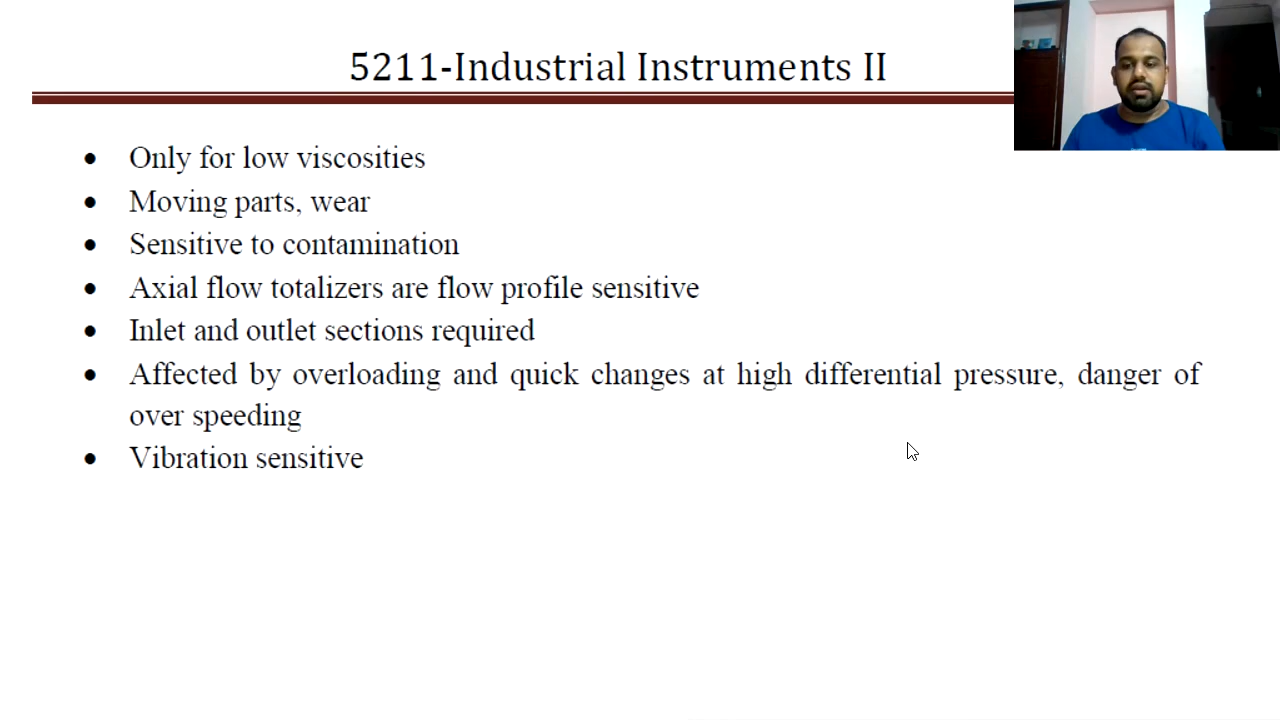 5211-Industrial Instruments II
• Only for low viscosities
• Moving parts, wear
• Sensitive to contamination
• Axial flow totalizers are flow profile sensitive
• Inlet and outlet sections required
• Affected by overloading and quick changes at high differential pressure, danger of
over speeding
• Vibration sensitive